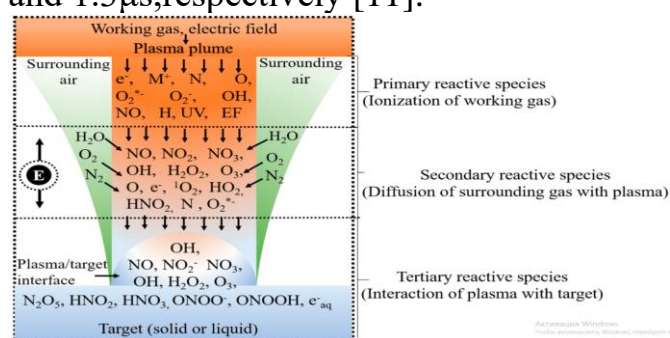 and 1.5µs,respectively [11].
Working gas, electric field
Plasma plume
Surrounding air
Surrounding air
e⁻, M⁺, N, O,
O₂•⁻ O₂⁻, OH,
NO, H, UV, EF
Primary reactive species
(Ionization of working gas)
H₂O
O₂
N₂
H₂O
O₂
N₂
E
NO, NO₂, NO₃,
OH, H₂O₂, O₃,
O, e⁻, ¹O₂, HO₂,
HNO₂, N , O₂•⁻
Secondary reactive species
(Diffusion of surrounding gas with plasma)
Plasma/target
interface
OH,
NO, NO₂⁻ NO₃,
OH, H₂O₂, O₃,
N₂O₅, HNO₂, HNO₃, ONOO⁻, ONOOH, e⁻aq
Target (solid or liquid)
Tertiary reactive species
(Interaction of plasma with target)
Активация Windows